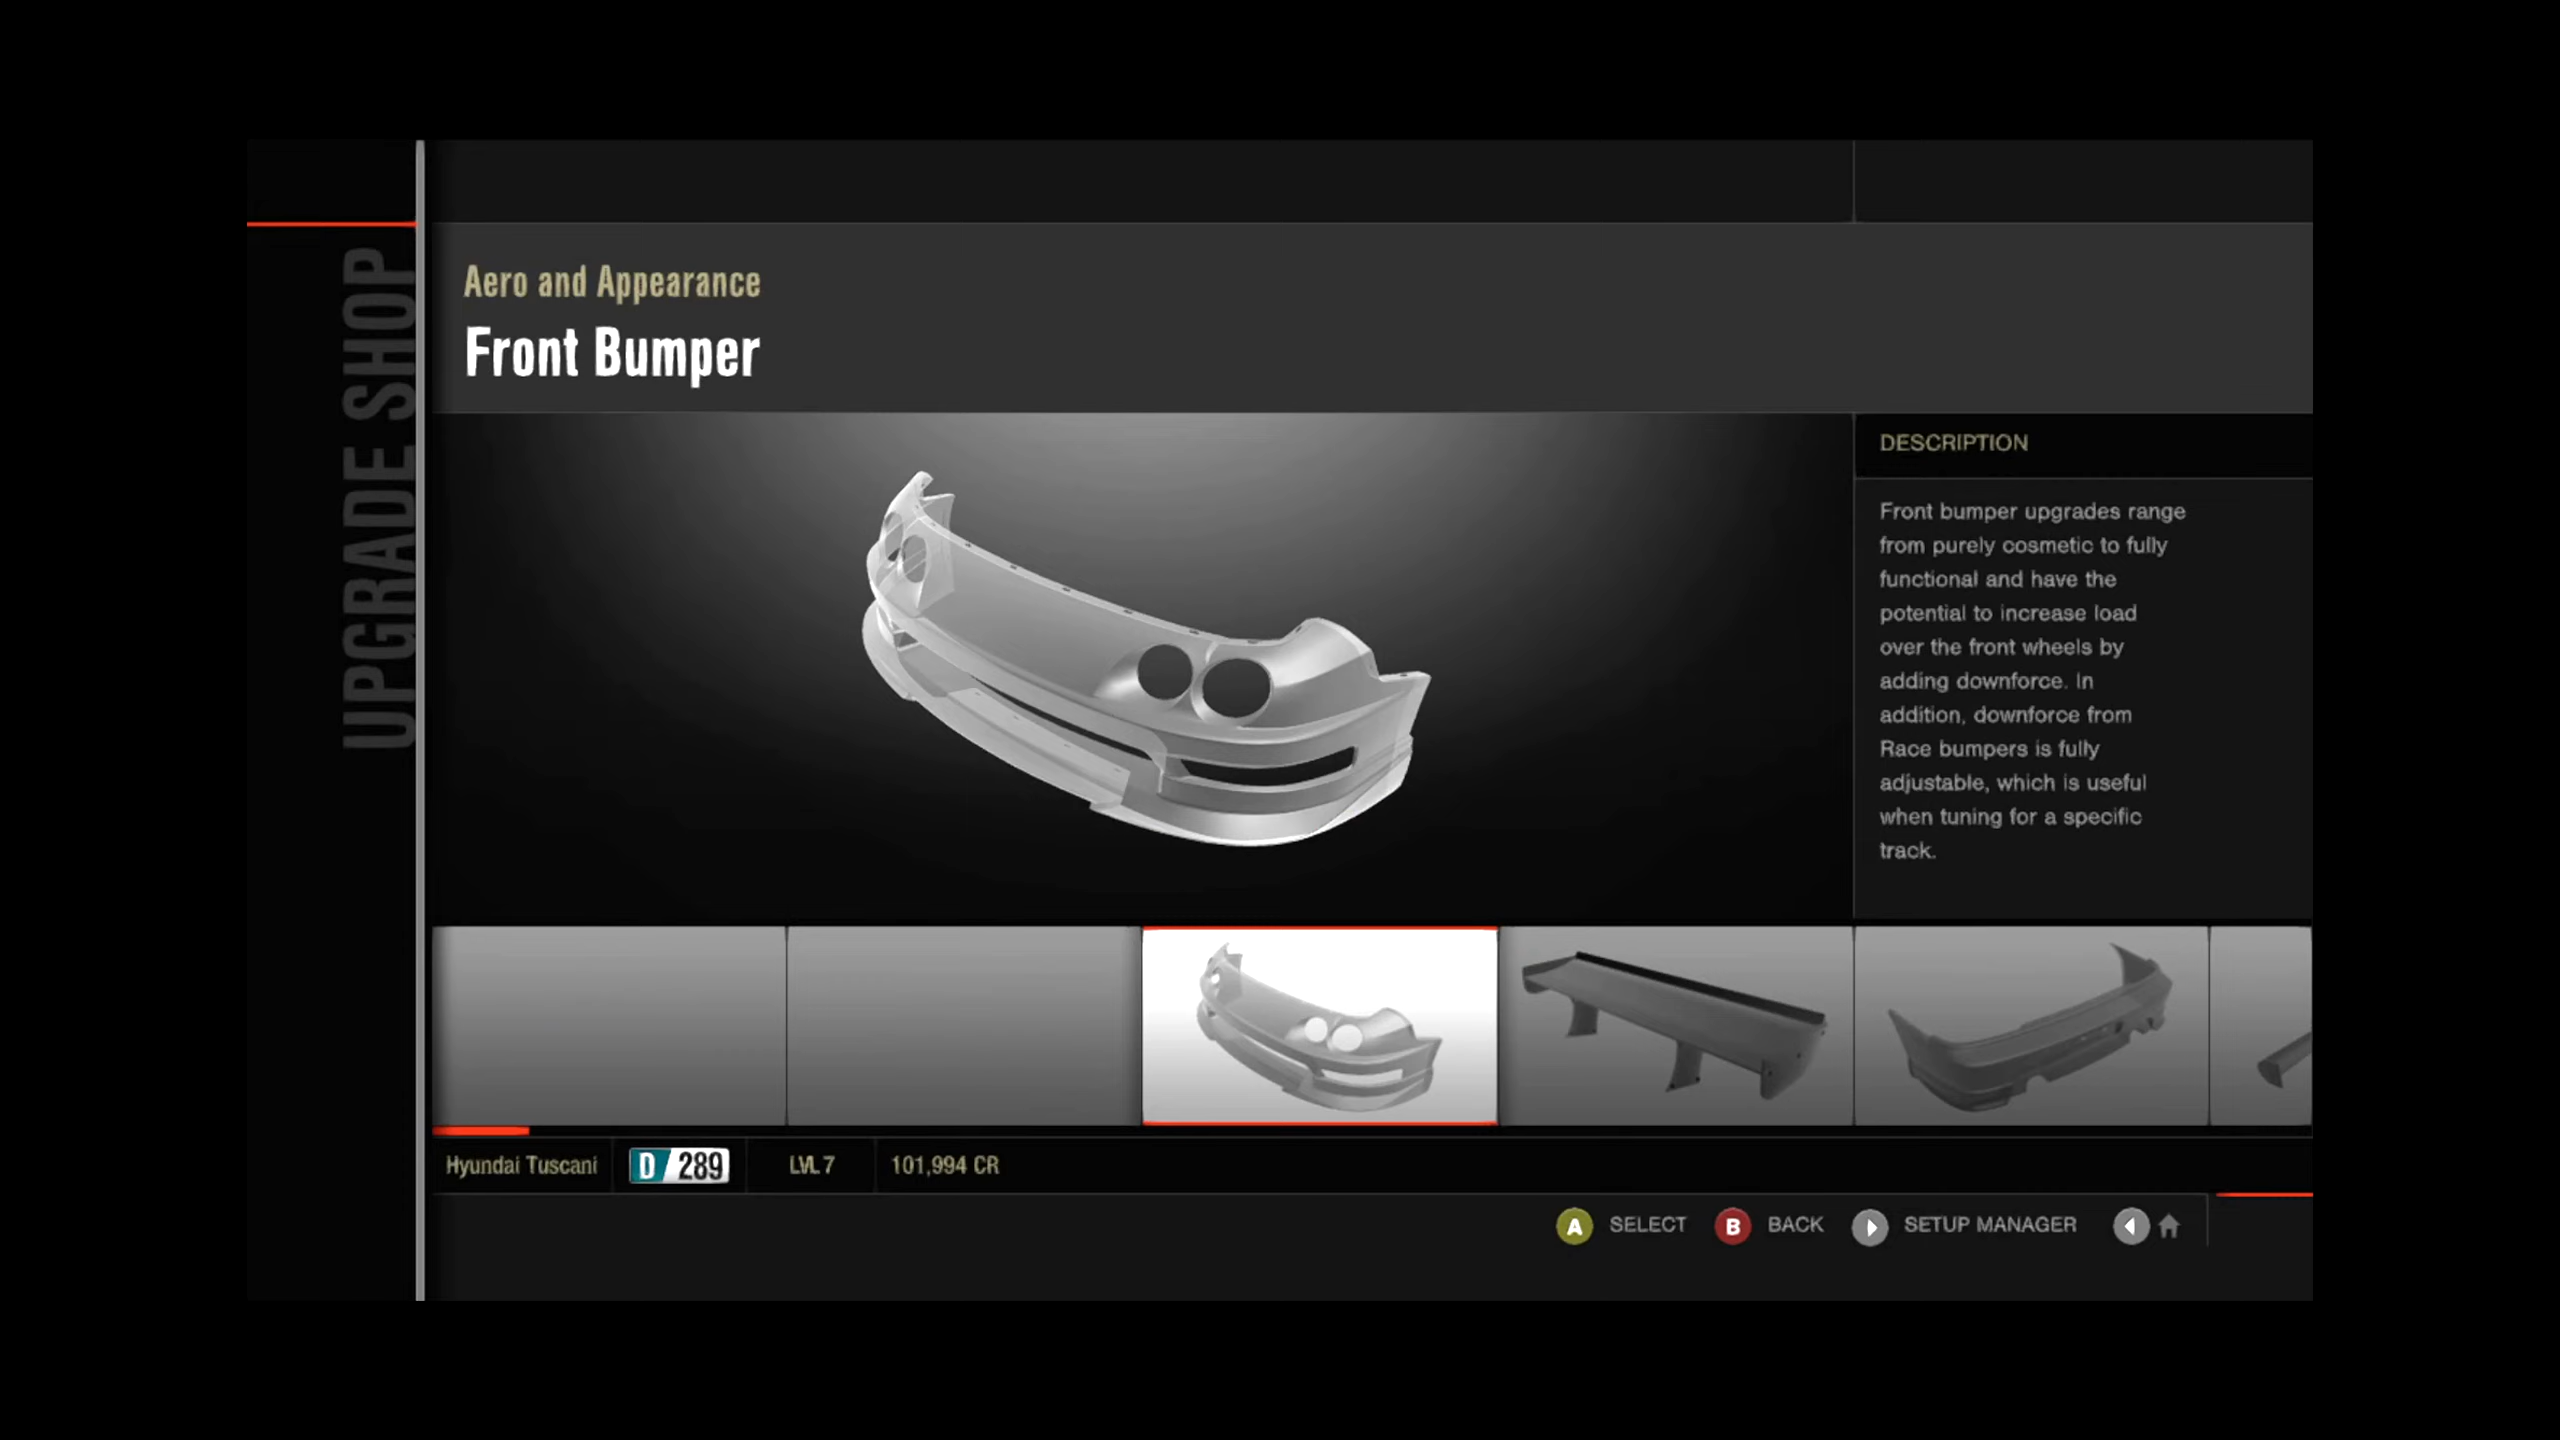 UPGRADE SHOP
Aero and Appearance
Front Bumper
DESCRIPTION
Front bumper upgrades range
from purely cosmetic to fully
functional and have the
potential to increase load
over the front wheels by
adding downforce. In
addition, downforce from
Race bumpers is fully
adjustable, which is useful
when tuning for a specific
track.
Hyundai Tuscani D 289 LVL 7 101,994 CR
A SELECT B BACK SETUP MANAGER